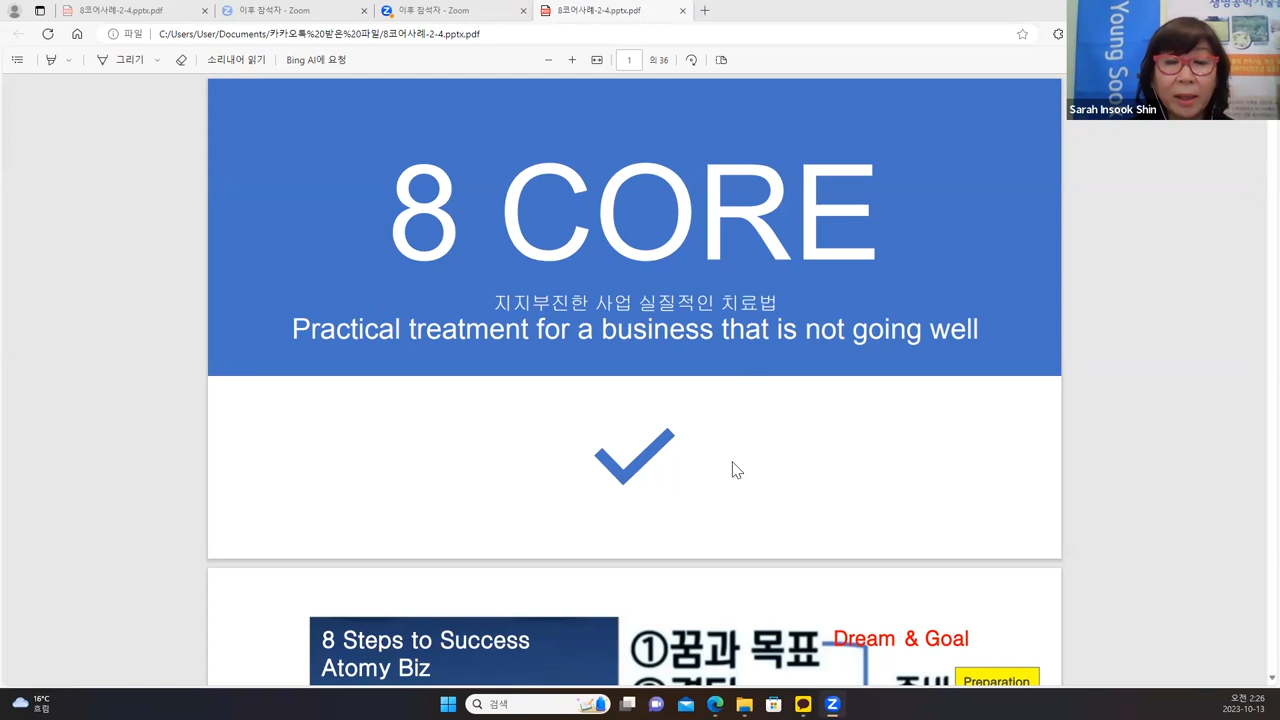 8코어사례-2-4.pptx.pdf
이후 참석자 - Zoom
이후 참석자 - Zoom
8코어사례-2-4.pptx.pdf
파일
C:/Users/User/Documents/카카오톡%20받은%20파일/8코어사례-2-4.pptx.pdf
그리기
소리내어 읽기
Bing AI에 요청
1
의 36
Young Sook
Sarah Insook Shin
8 CORE
지지부진한 사업 실질적인 치료법
Practical treatment for a business that is not going well
8 Steps to Success
Atomy Biz
①꿈과 목표
Dream & Goal
Preparation
16°C
흐림
검색
오전 2:26
2023-10-13